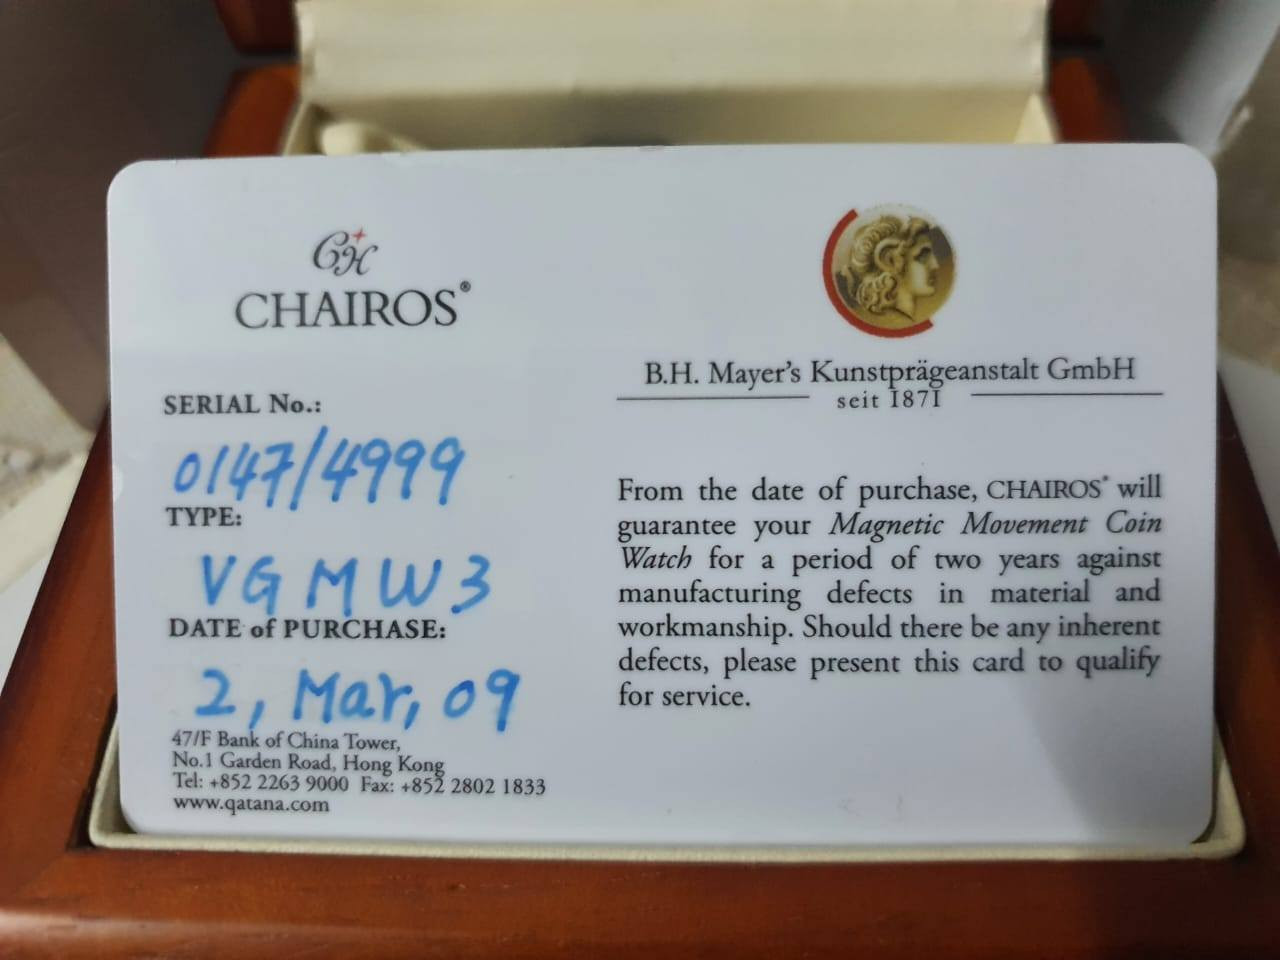 CH
CHAIROS®
SERIAL No.:
0147/4999
TYPE:
VGMW3
DATE of PURCHASE:
2, Mar, 09
47/F Bank of China Tower,
No.1 Garden Road, Hong Kong
Tel: +852 2263 9000 Fax: +852 2802 1833
www.qatana.com
B.H. Mayer's Kunstprägeanstalt GmbH
seit 1871
From the date of purchase, CHAIROS® will
guarantee your Magnetic Movement Coin
Watch for a period of two years against
manufacturing defects in material and
workmanship. Should there be any inherent
defects, please present this card to qualify
for service.